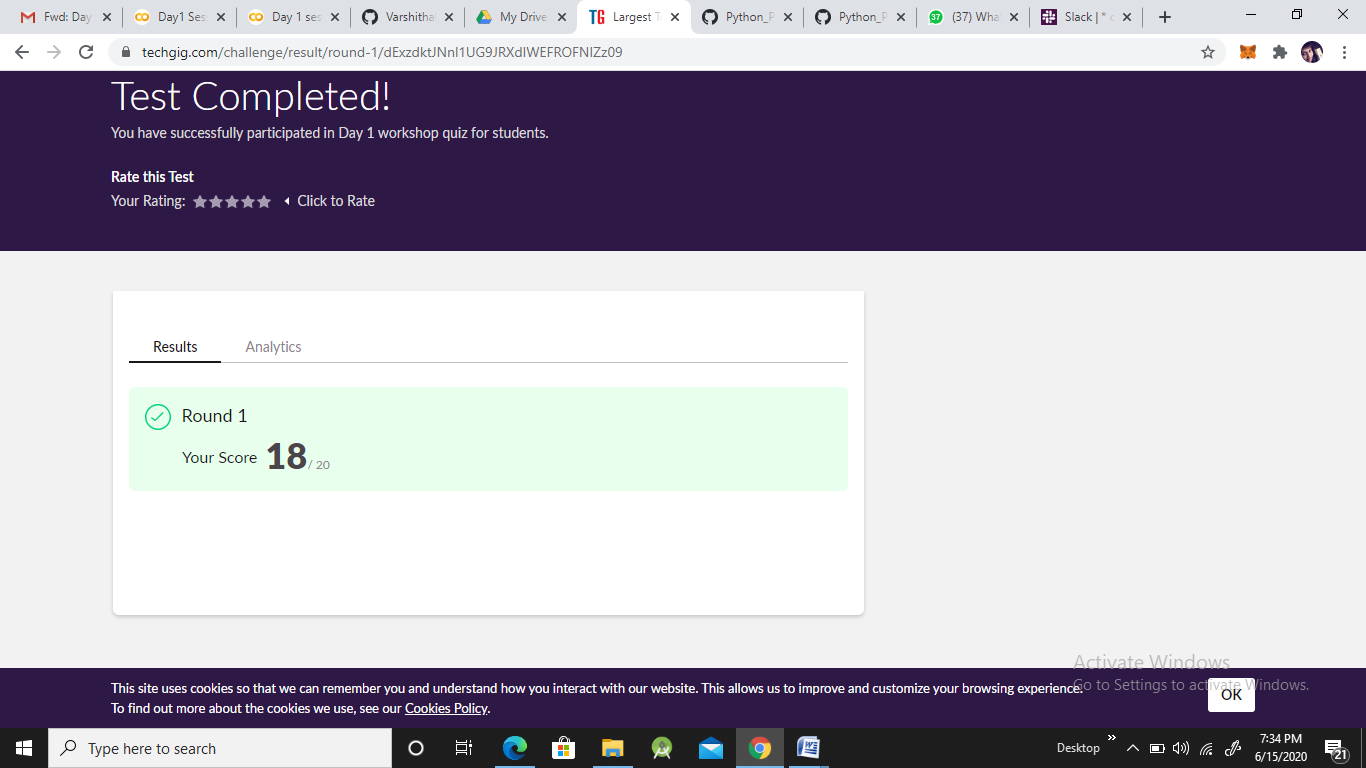 Fwd: Day
Day1 Ses
Day 1 ses
Varshitha
My Drive
TG Largest T
Python_P
Python_P
37 (37) Wha
Slack | * c
techgig.com/challenge/result/round-1/dExzdktJNnl1UG9JRXdIWEFROFNIZz09
Test Completed!
You have successfully participated in Day 1 workshop quiz for students.
Rate this Test
Your Rating: Click to Rate
Results Analytics
Round 1
Your Score 18 / 20
Activate Windows
Go to Settings to activate Windows.
This site uses cookies so that we can remember you and understand how you interact with our website. This allows us to improve and customize your browsing experience.
To find out more about the cookies we use, see our Cookies Policy.
OK
Type here to search
Desktop
7:34 PM
6/15/2020
21